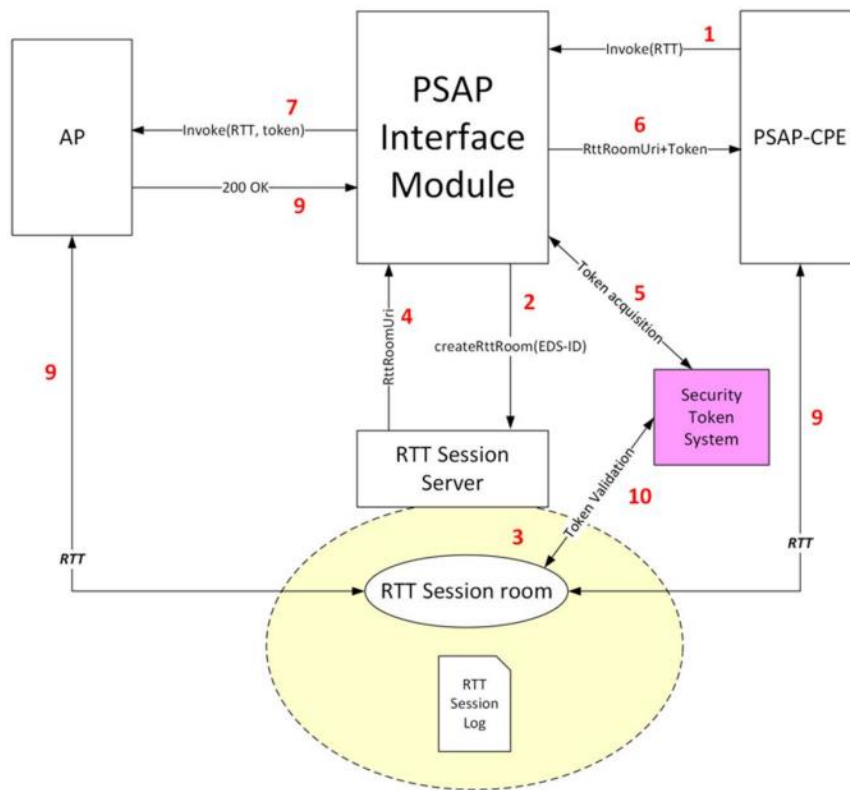 1
Invoke(RTT)
7
Invoke(RTT, token)
AP
PSAP
Interface
Module
6
RttRoomUri+Token
PSAP-CPE
200 OK
9
Token acquisition
5
4
RttRoomUri
2
createRttRoom(EDS-ID)
9
Security
Token
System
9
RTT Session
Server
Token Validation
10
3
RTT
RTT
RTT Session room
RTT
Session
Log